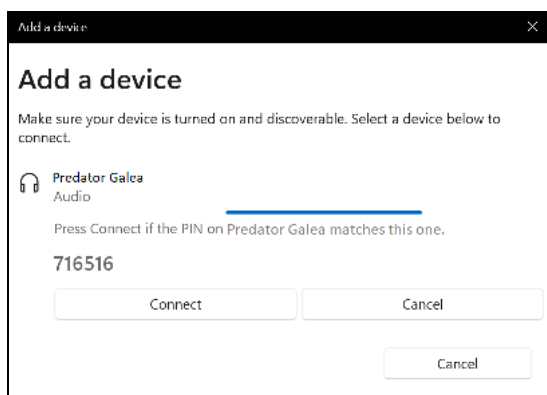 Add a device
Add a device
Make sure your device is turned on and discoverable. Select a device below to
connect.
Predator Galea
Audio
Press Connect if the PIN on Predator Galea matches this one.
716516
Connect Cancel
Cancel